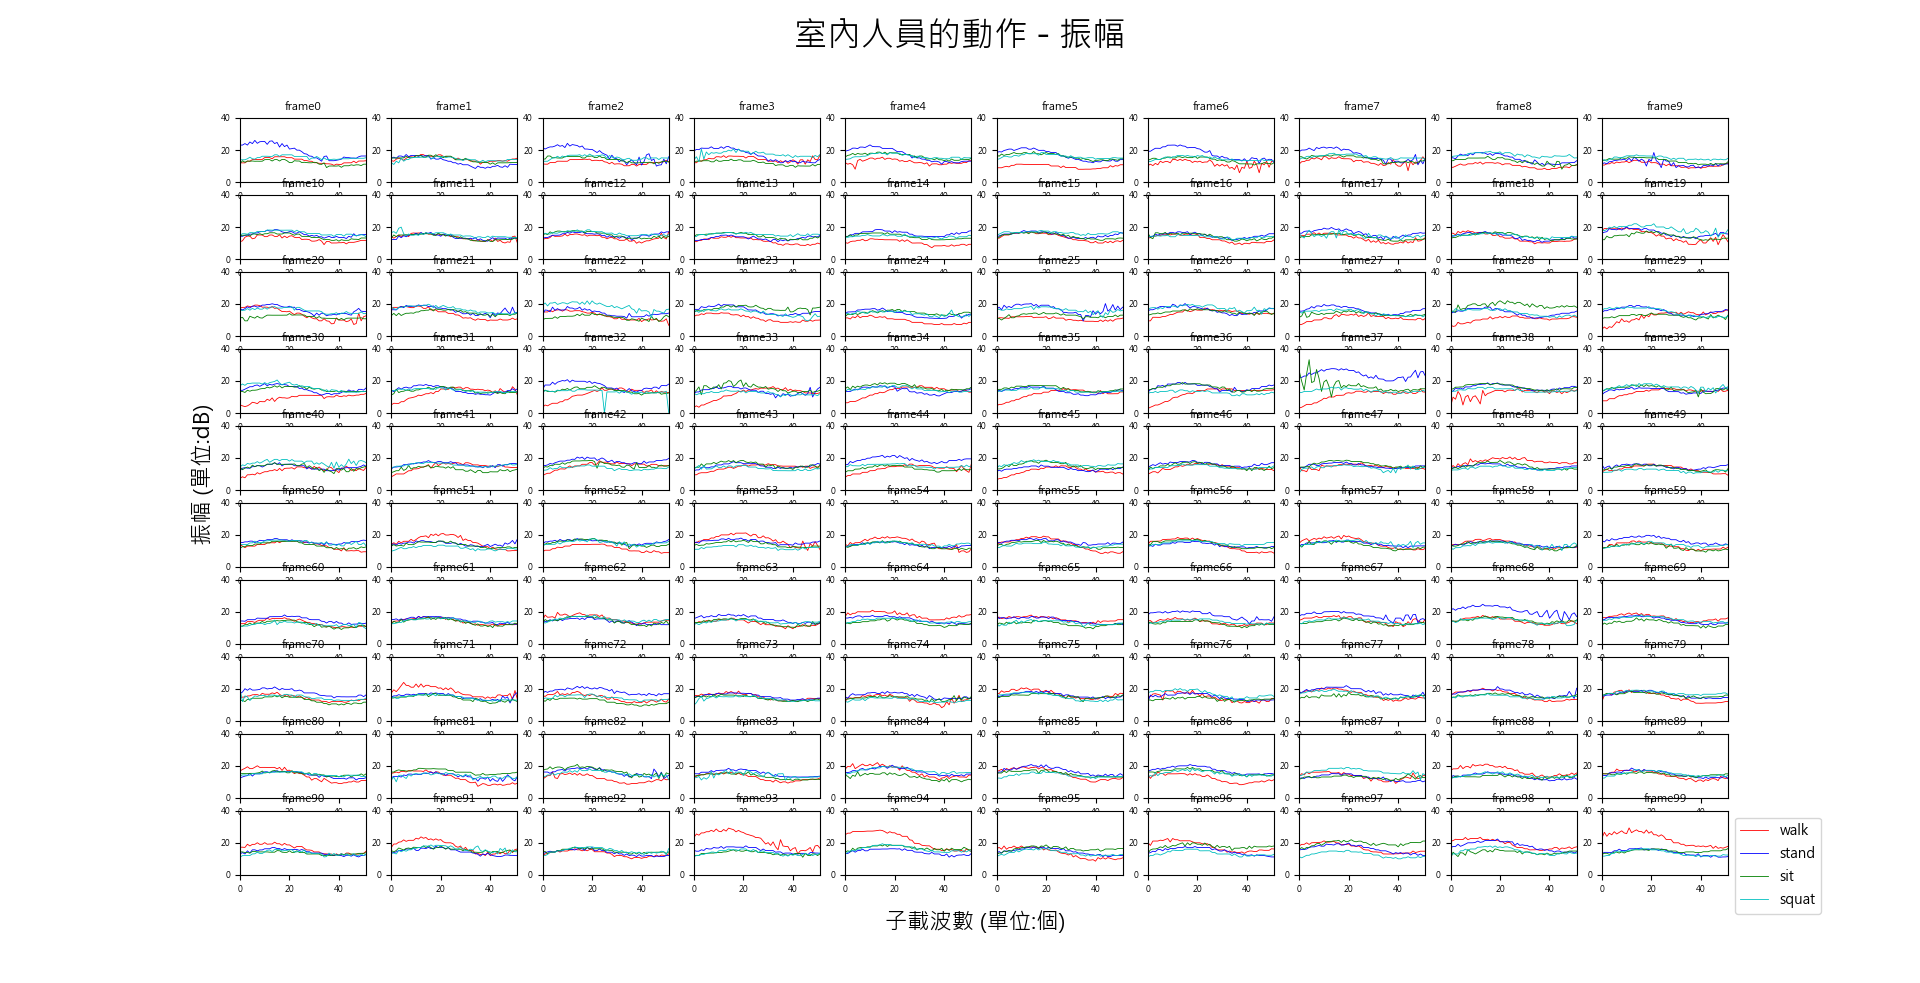 室內人員的動作 - 振幅
frame0 frame1 frame2 frame3 frame4 frame5 frame6 frame7 frame8 frame9
frame10 frame11 frame12 frame13 frame14 frame15 frame16 frame17 frame18 frame19
frame20 frame21 frame22 frame23 frame24 frame25 frame26 frame27 frame28 frame29
frame30 frame31 frame32 frame33 frame34 frame35 frame36 frame37 frame38 frame39
frame40 frame41 frame42 frame43 frame44 frame45 frame46 frame47 frame48 frame49
frame50 frame51 frame52 frame53 frame54 frame55 frame56 frame57 frame58 frame59
frame60 frame61 frame62 frame63 frame64 frame65 frame66 frame67 frame68 frame69
frame70 frame71 frame72 frame73 frame74 frame75 frame76 frame77 frame78 frame79
frame80 frame81 frame82 frame83 frame84 frame85 frame86 frame87 frame88 frame89
frame90 frame91 frame92 frame93 frame94 frame95 frame96 frame97 frame98 frame99
40 20 0
0 20 40
振幅 (單位:dB)
子載波數 (單位:個)
walk
stand
sit
squat